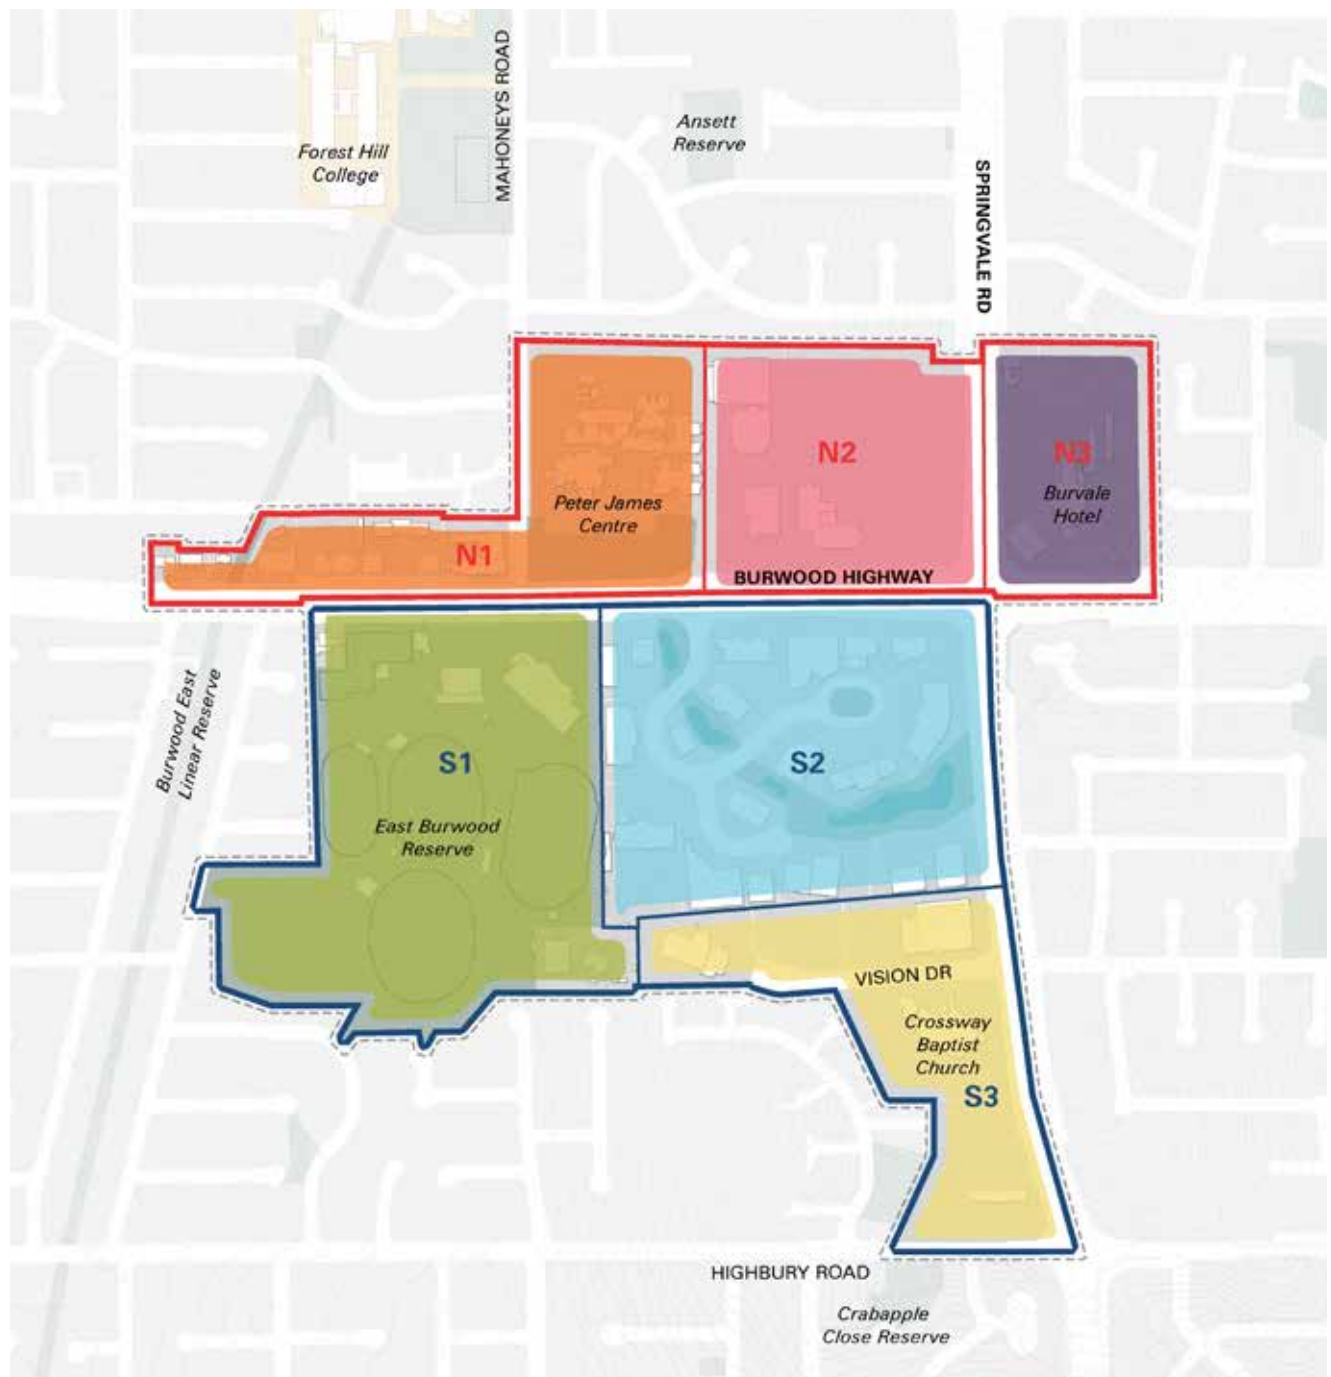 MAHONEYS ROAD
Ansett
Reserve
Forest Hill
College
SPRINGVALE RD
N2
N3
Burvale
Hotel
Peter James
Centre
N1
BURWOOD HIGHWAY
Burwood East
Linear Reserve
S1
S2
East Burwood
Reserve
VISION DR
Crossway
Baptist
Church
S3
HIGHBURY ROAD
Crabapple
Close Reserve